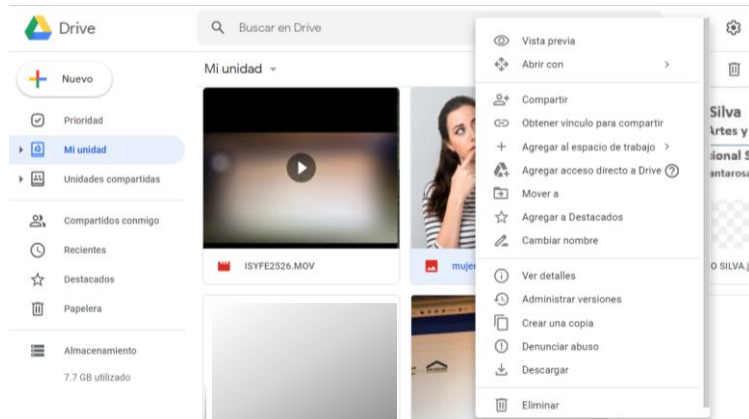 Drive
Buscar en Drive
Nuevo
Prioridad
Mi unidad
Unidades compartidas
Compartidos conmigo
Recientes
Destacados
Papelera
Almacenamiento
7.7 GB utilizado
Mi unidad
ISYFE2526.MOV
mujer
Vista previa
Abrir con
Compartir
Obtener vínculo para compartir
Agregar al espacio de trabajo
Agregar acceso directo a Drive
Mover a
Agregar a Destacados
Cambiar nombre
Ver detalles
Administrar versiones
Crear una copia
Denunciar abuso
Descargar
Eliminar
Silva
Artes y
ional S
antarosa
O SILVA.j